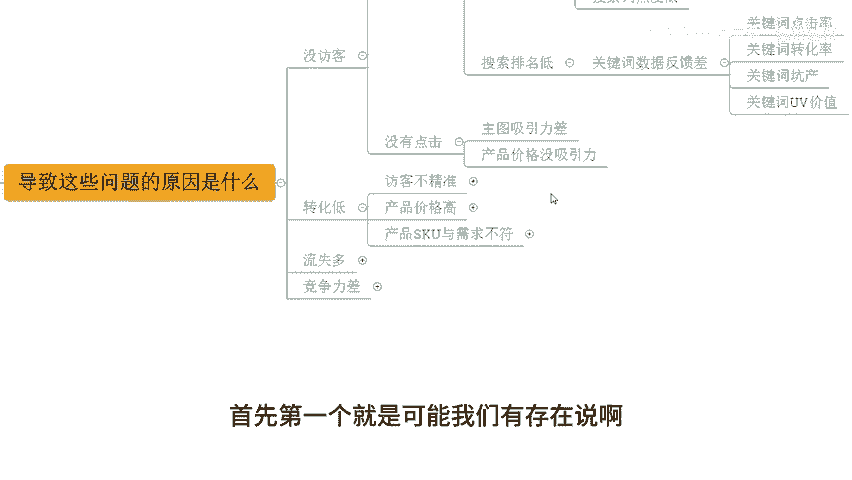 关键词点击率
没访客
关键词转化率
搜索排名低
关键词数据反馈差
关键词坑产
关键词UV价值
主图吸引力差
没有点击
产品价格没吸引力
导致这些问题的原因是什么
访客不精准
转化低
产品价格高
产品SKU与需求不符
流失多
竞争力差
首先第一个就是可能我们有存在说啊